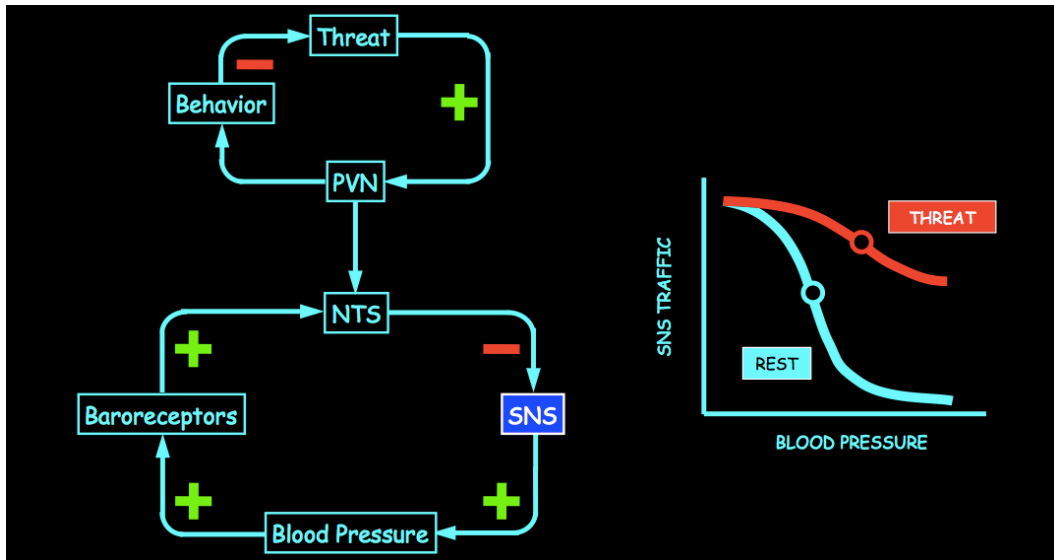 Threat
Behavior
PVN
NTS
Baroreceptors
SNS
Blood Pressure
SNS TRAFFIC
THREAT
REST
BLOOD PRESSURE